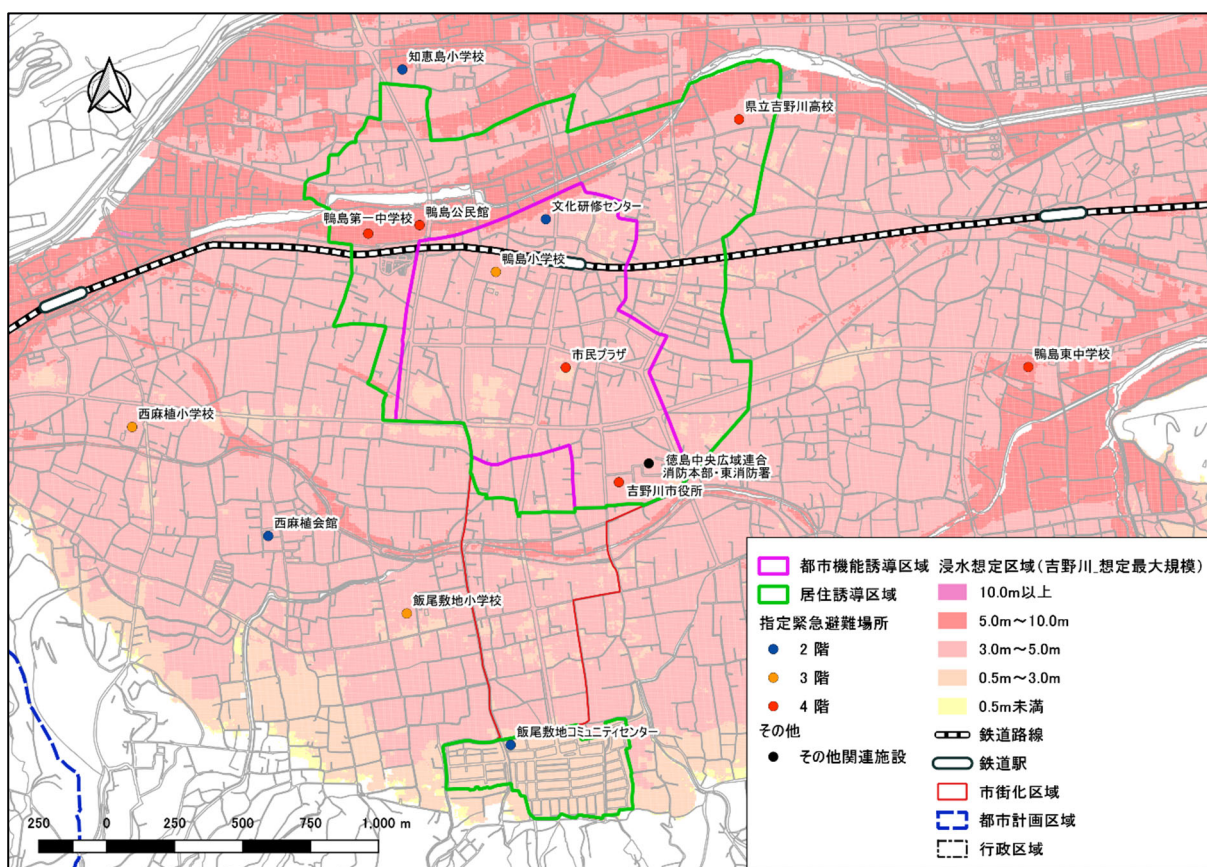 知恵島小学校
県立吉野川高校
文化研修センター
鴨島公民館
鴨島第一中学校
鴨島小学校
市民プラザ
鴨島東中学校
西麻植小学校
徳島中央広域連合
消防本部・東消防署
吉野川市役所
西麻植会館
飯尾敷地小学校
飯尾敷地コミュニティセンター
都市機能誘導区域
居住誘導区域
指定緊急避難場所
2 階
3 階
4 階
その他
その他関連施設
浸水想定区域(吉野川_想定最大規模)
10.0m以上
5.0m～10.0m
3.0m～5.0m
0.5m～3.0m
0.5m未満
鉄道路線
鉄道駅
市街化区域
都市計画区域
行政区域
250 0 250 500 750 1,000 m